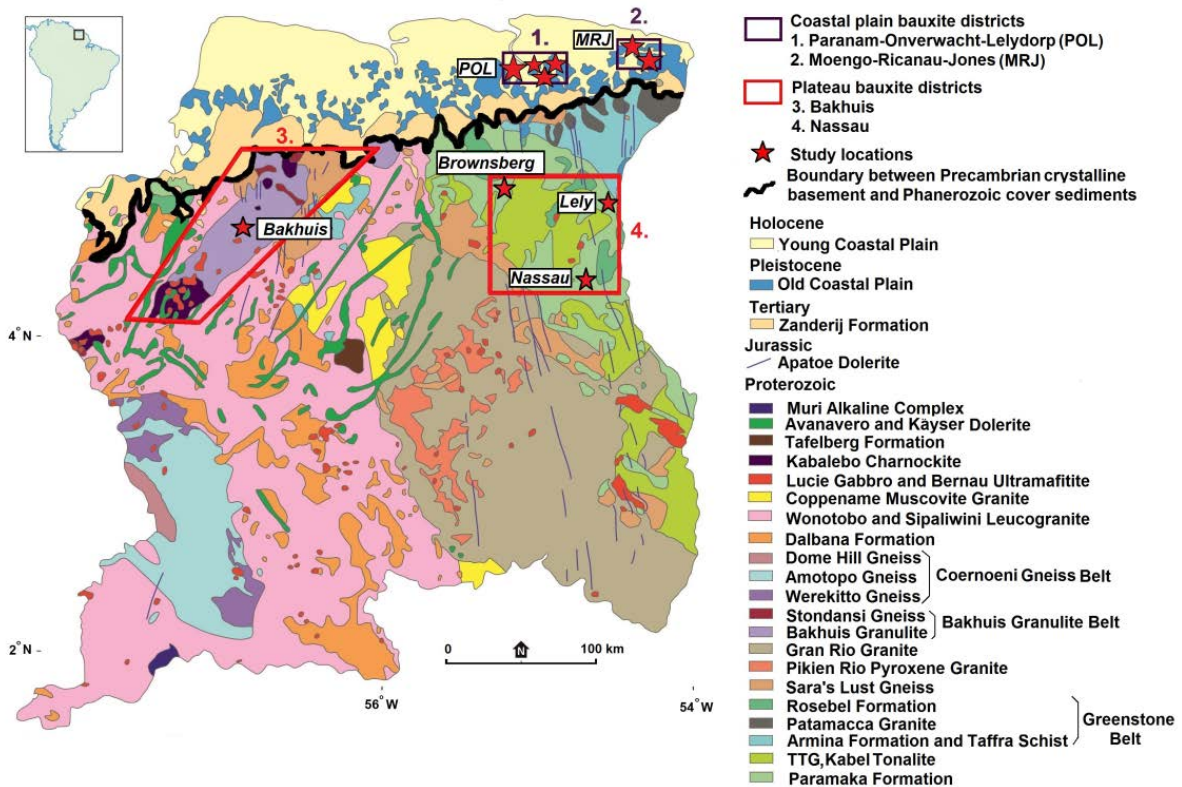 1.
2.
MRJ
POL
3.
Brownsberg
Lely
Bakhuis
4.
Nassau
4°N
2°N
0
N
100 km
56°W
54°W
Coastal plain bauxite districts
1. Paranam-Onverwacht-Lelydorp (POL)
2. Moengo-Ricanau-Jones (MRJ)
Plateau bauxite districts
3. Bakhuis
4. Nassau
Study locations
Boundary between Precambrian crystalline
basement and Phanerozoic cover sediments
Holocene
Young Coastal Plain
Pleistocene
Old Coastal Plain
Tertiary
Zanderij Formation
Jurassic
Apatoe Dolerite
Proterozoic
Muri Alkaline Complex
Avanavero and Käyser Dolerite
Tafelberg Formation
Kabalebo Charnockite
Lucie Gabbro and Bernau Ultramafitite
Coppename Muscovite Granite
Wonotobo and Sipaliwini Leucogranite
Dalbana Formation
Dome Hill Gneiss
Amotopo Gneiss
Coernoeni Gneiss Belt
Werekitto Gneiss
Stondansi Gneiss
Bakhuis Granulite Belt
Bakhuis Granulite
Gran Rio Granite
Pikien Rio Pyroxene Granite
Sara's Lust Gneiss
Rosebel Formation
Patamacca Granite
Greenstone
Belt
Armina Formation and Taffra Schist
TTG,Kabel Tonalite
Paramaka Formation